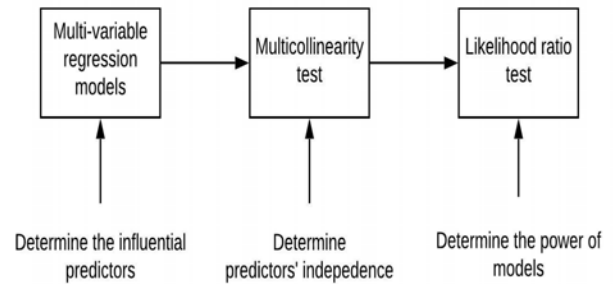 Multi-variable
regression
models
Multicollinearity
test
Likelihood ratio
test
Determine the influential
predictors
Determine
predictors' indepedence
Determine the power of
models